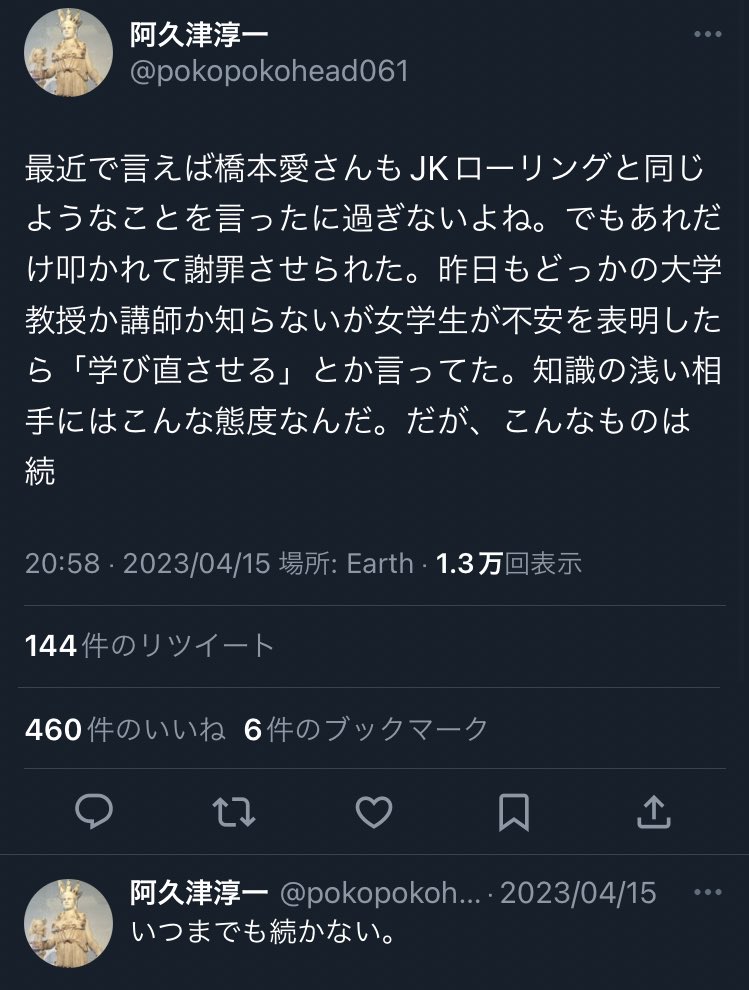 阿久津淳一
@pokopokohead061
最近で言えば橋本愛さんもJKローリングと同じ
ようなことを言ったに過ぎないよね。でもあれだ
け叩かれて謝罪させられた。昨日もどっかの大学
教授か講師か知らないが女学生が不安を表明した
ら「学び直させる」とか言ってた。知識の浅い相
手にはこんな態度なんだ。だが、こんなものは
続
20:58 · 2023/04/15 場所: Earth · 1.3万回表示
144件のリツイート
460件のいいね 6件のブックマーク
阿久津淳一 @pokopokoh... · 2023/04/15
いつまでも続かない。